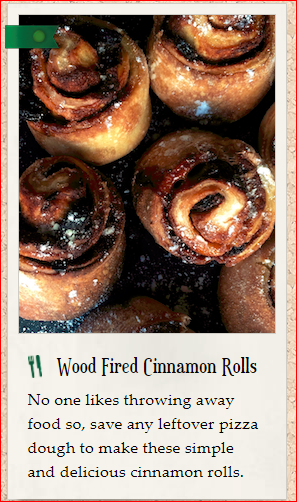 Wood Fired Cinnamon Rolls
No one likes throwing away
food so, save any leftover pizza
dough to make these simple
and delicious cinnamon rolls.